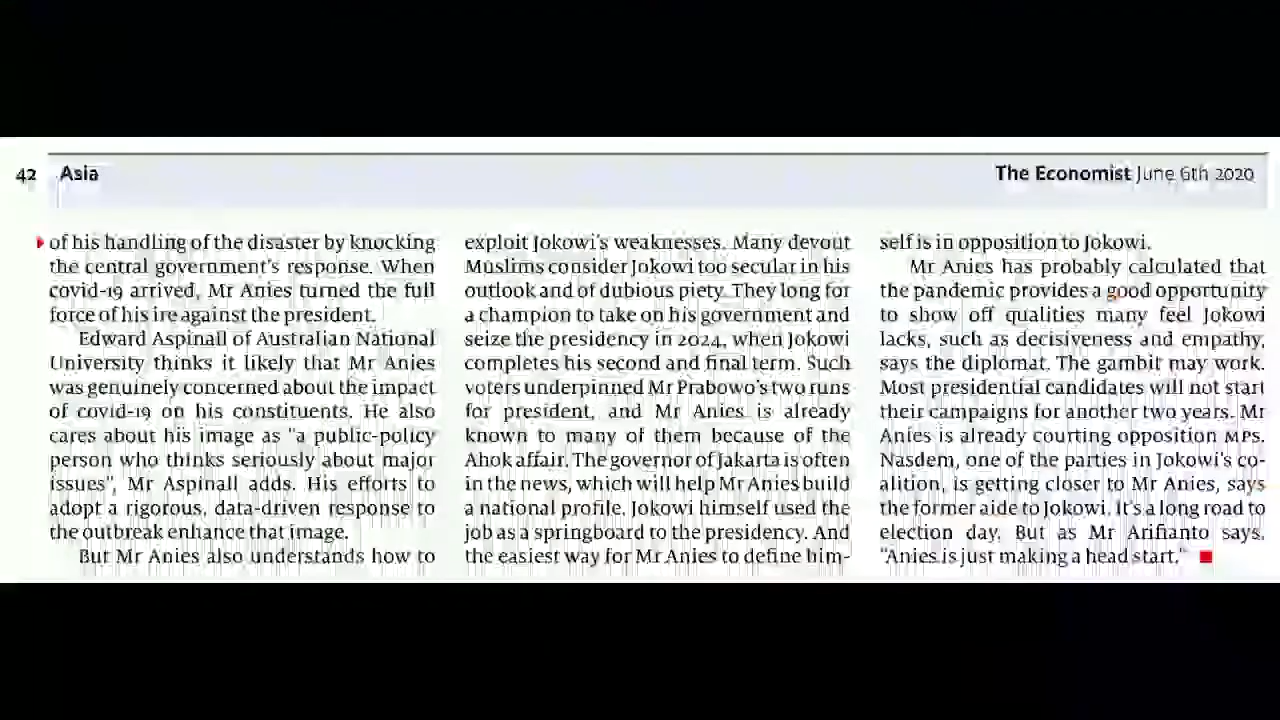 42 Asia The Economist June 6th 2020
of his handling of the disaster by knocking
the central government's response. When
covid-19 arrived, Mr Anies turned the full
force of his ire against the president.
Edward Aspinall of Australian National
University thinks it likely that Mr Anies
was genuinely concerned about the impact
of covid-19 on his constituents. He also
cares about his image as "a public-policy
person who thinks seriously about major
issues", Mr Aspinall adds. His efforts to
adopt a rigorous, data-driven response to
the outbreak enhance that image.
But Mr Anies also understands how to
exploit Jokowi's weaknesses. Many devout
Muslims consider Jokowi too secular in his
outlook and of dubious piety. They long for
a champion to take on his government and
seize the presidency in 2024, when Jokowi
completes his second and final term. Such
voters underpinned Mr Prabowo's two runs
for president, and Mr Anies is already
known to many of them because of the
Ahok affair. The governor of Jakarta is often
in the news, which will help Mr Anies build
a national profile. Jokowi himself used the
job as a springboard to the presidency. And
the easiest way for Mr Anies to define him-
self is in opposition to Jokowi.
Mr Anies has probably calculated that
the pandemic provides a good opportunity
to show off qualities many feel Jokowi
lacks, such as decisiveness and empathy,
says the diplomat. The gambit may work.
Most presidential candidates will not start
their campaigns for another two years. Mr
Anies is already courting opposition MPs.
Nasdem, one of the parties in Jokowi's co-
alition, is getting closer to Mr Anies, says
the former aide to Jokowi. It's a long road to
election day. But as Mr Arifianto says,
"Anies is just making a head start."